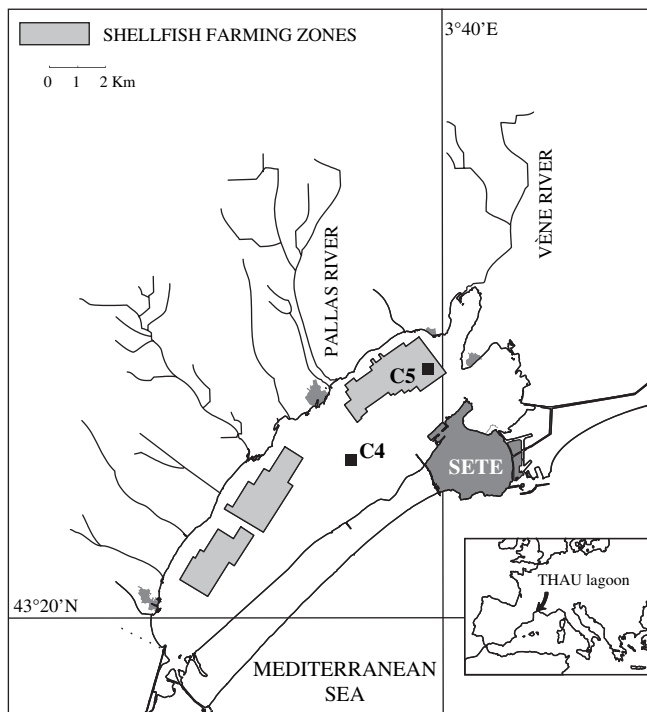 SHELLFISH FARMING ZONES
3°40'E
0 1 2 Km
PALLAS RIVER
VÈNE RIVER
C5
C4
SETE
THAU lagoon
43°20'N
MEDITERRANEAN
SEA